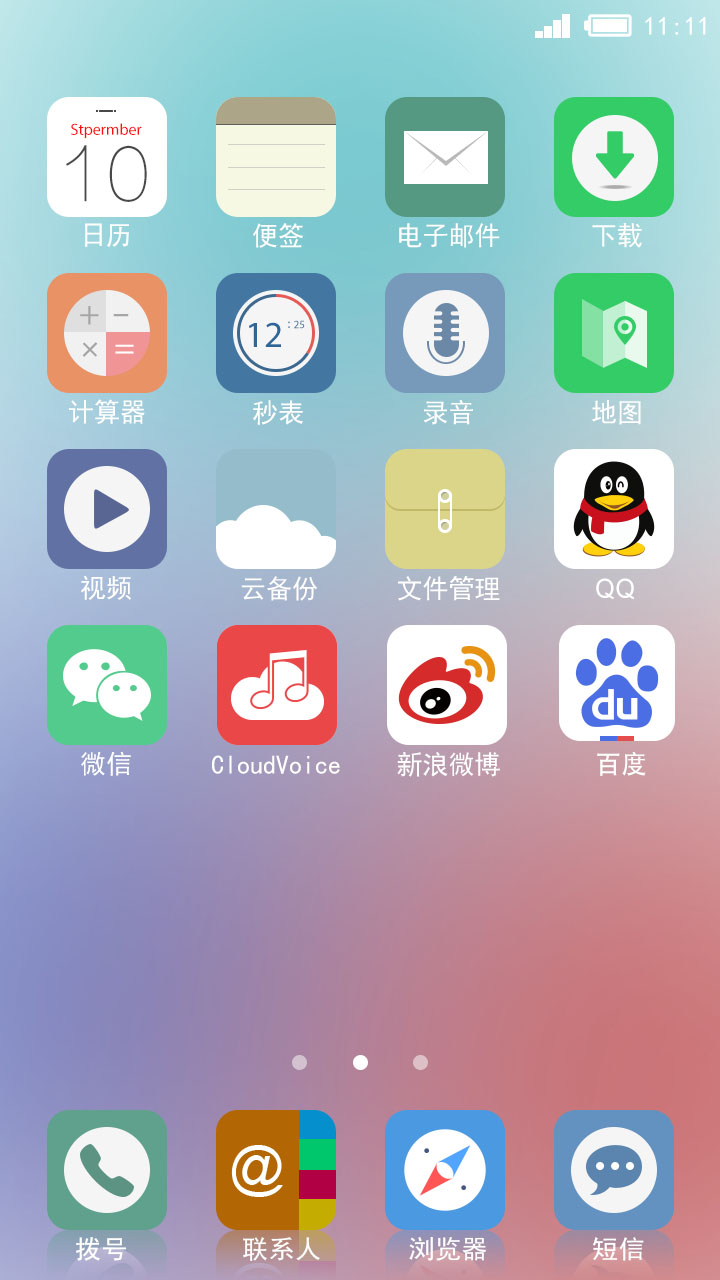 11:11
Stpermber
10
日历
便签
电子邮件
下载
计算器
12 :25
秒表
录音
地图
视频
云备份
文件管理
QQ
微信
CloudVoice
新浪微博
du
百度
@
拨号
联系人
浏览器
短信